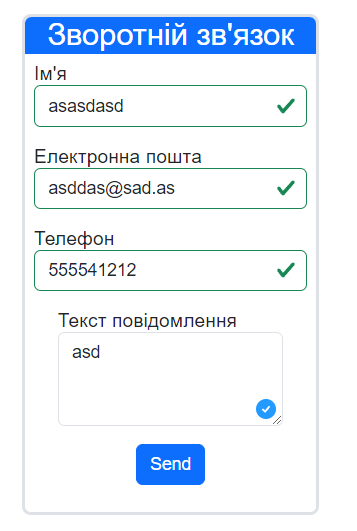 Зворотній зв'язок
Ім'я
asasdasd
Електронна пошта
asddas@sad.as
Телефон
555541212
Текст повідомлення
asd
Send